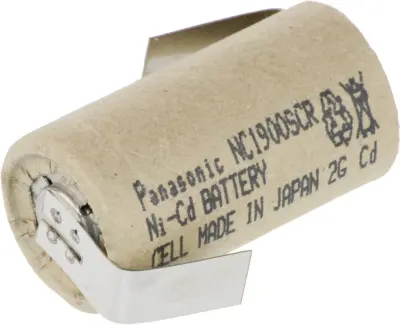 Panasonic NC1900SCR
Ni-Cd BATTERY
CELL MADE IN JAPAN 2G Cd